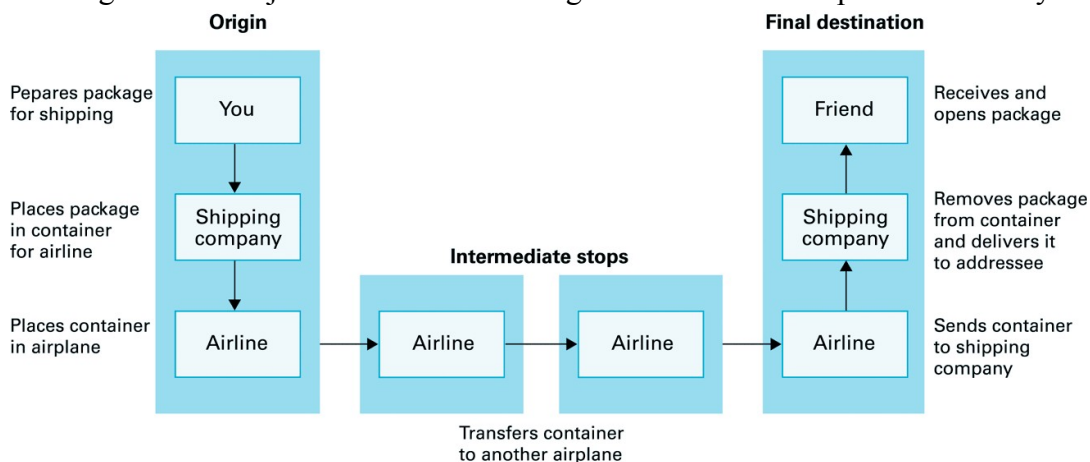 Origin
Final destination
Pepares package
for shipping
You
Friend
Receives and
opens package
Places package
in container
for airline
Shipping
company
Shipping
company
Removes package
from container
and delivers it
to addressee
Intermediate stops
Places container
in airplane
Airline
Airline
Airline
Airline
Sends container
to shipping
company
Transfers container
to another airplane